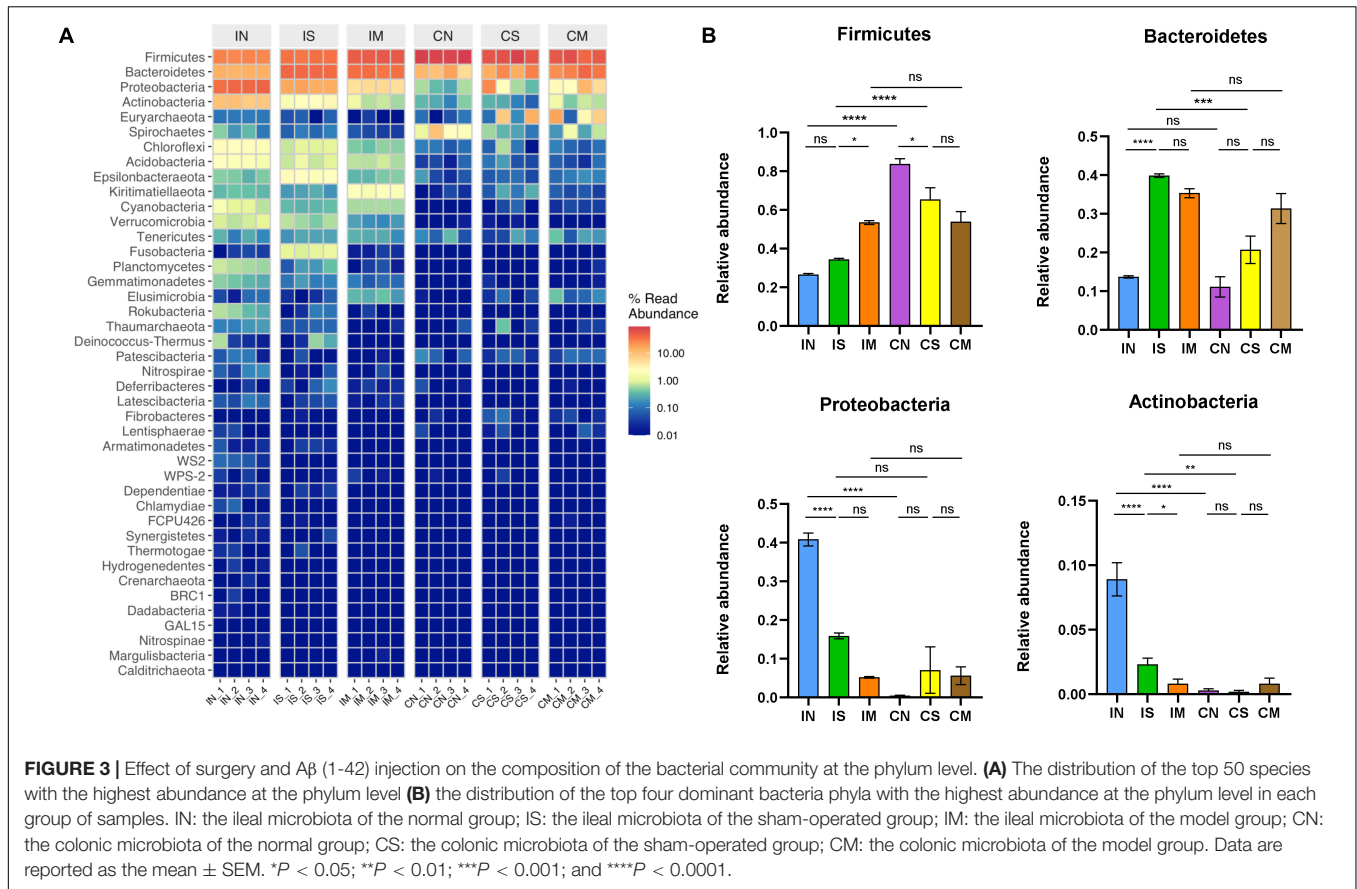 A
IN IS IM CN CS CM
Firmicutes
Bacteroidetes
Proteobacteria
Actinobacteria
Euryarchaeota
Spirochaetes
Chloroflexi
Acidobacteria
Epsilonbacteraeota
Kiritimatiellaeota
Cyanobacteria
Verrucomicrobia
Tenericutes
Fusobacteria
Planctomycetes
Gemmatimonadetes
Elusimicrobia
Rokubacteria
Thaumarchaeota
Deinococcus-Thermus
Patescibacteria
Nitrospirae
Deferribacteres
Latescibacteria
Fibrobacteres
Lentisphaerae
Armatimonadetes
WS2
WPS-2
Dependentiae
Chlamydiae
FCPU426
Synergistetes
Thermotogae
Hydrogenedentes
Crenarchaeota
BRC1
Dadabacteria
GAL15
Nitrospinae
Margulisbacteria
Calditrichaeota
IN_1 IN_2 IN_3 IN_4 IS_1 IS_2 IS_3 IS_4 IM_1 IM_2 IM_3 IM_4 CN_1 CN_2 CN_3 CN_4 CS_1 CS_2 CS_3 CS_4 CM_1 CM_2 CM_3 CM_4
% Read
Abundance
10.00
1.00
0.10
0.01
B
Firmicutes
ns
****
****
ns * * ns
Relative abundance
1.0
0.8
0.6
0.4
0.2
0.0
IN IS IM CN CS CM
Bacteroidetes
ns
***
ns
**** ns ns ns
Relative abundance
0.5
0.4
0.3
0.2
0.1
0.0
IN IS IM CN CS CM
Proteobacteria
ns
ns
****
**** ns ns ns
Relative abundance
0.5
0.4
0.3
0.2
0.1
0.0
IN IS IM CN CS CM
Actinobacteria
ns
**
****
**** * ns ns
Relative abundance
0.15
0.10
0.05
0.00
IN IS IM CN CS CM
FIGURE 3 | Effect of surgery and Aβ (1-42) injection on the composition of the bacterial community at the phylum level. (A) The distribution of the top 50 species
with the highest abundance at the phylum level (B) the distribution of the top four dominant bacteria phyla with the highest abundance at the phylum level in each
group of samples. IN: the ileal microbiota of the normal group; IS: the ileal microbiota of the sham-operated group; IM: the ileal microbiota of the model group; CN:
the colonic microbiota of the normal group; CS: the colonic microbiota of the sham-operated group; CM: the colonic microbiota of the model group. Data are
reported as the mean ± SEM. *P < 0.05; **P < 0.01; ***P < 0.001; and ****P < 0.0001.